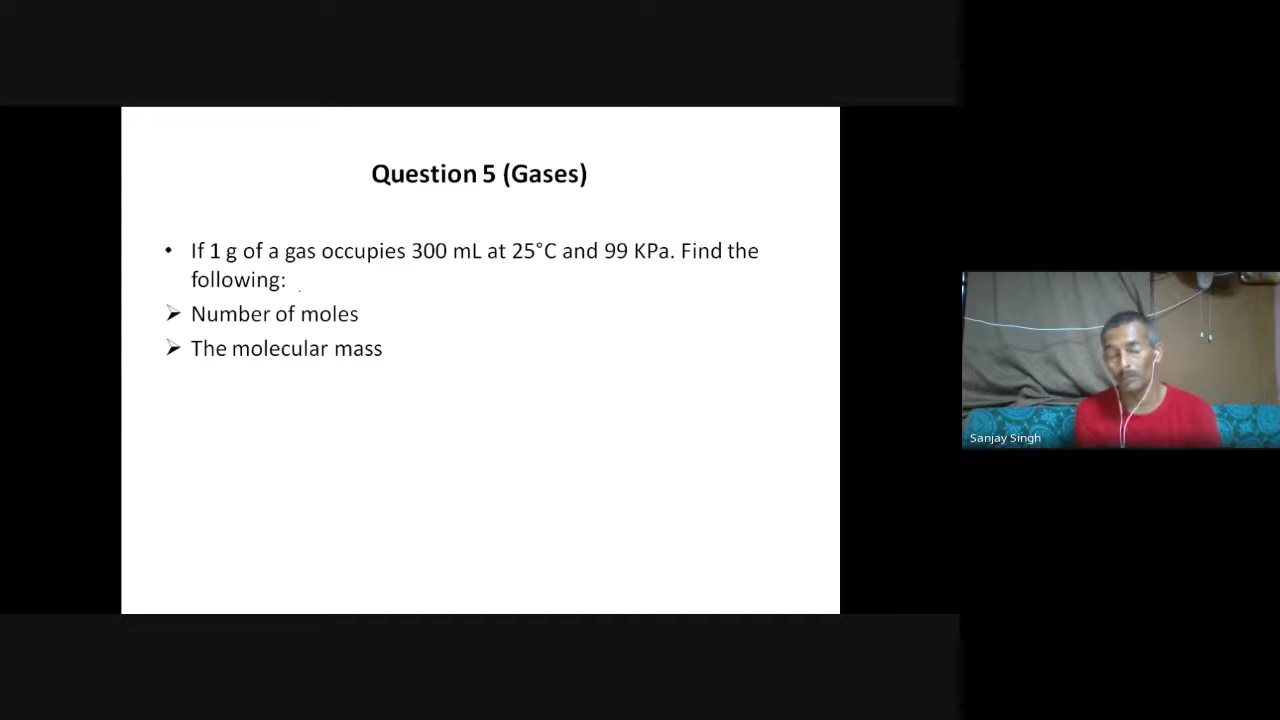 Question 5 (Gases)
• If 1 g of a gas occupies 300 mL at 25°C and 99 KPa. Find the
following:
➢ Number of moles
➢ The molecular mass
Sanjay Singh